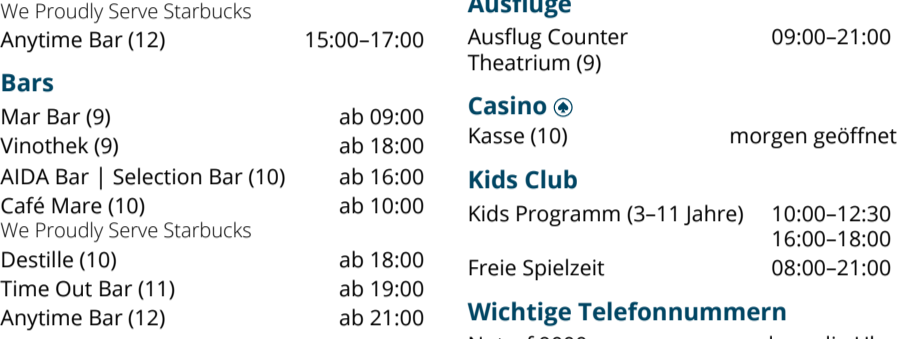 We Proudly Serve Starbucks
Anytime Bar (12) 15:00–17:00
Bars
Mar Bar (9) ab 09:00
Vinothek (9) ab 18:00
AIDA Bar | Selection Bar (10) ab 16:00
Café Mare (10) ab 10:00
We Proudly Serve Starbucks
Destille (10) ab 18:00
Time Out Bar (11) ab 19:00
Anytime Bar (12) ab 21:00
Ausflüge
Ausflug Counter 09:00–21:00
Theatrium (9)
Casino
Kasse (10) morgen geöffnet
Kids Club
Kids Programm (3–11 Jahre) 10:00–12:30
16:00–18:00
Freie Spielzeit 08:00–21:00
Wichtige Telefonnummern